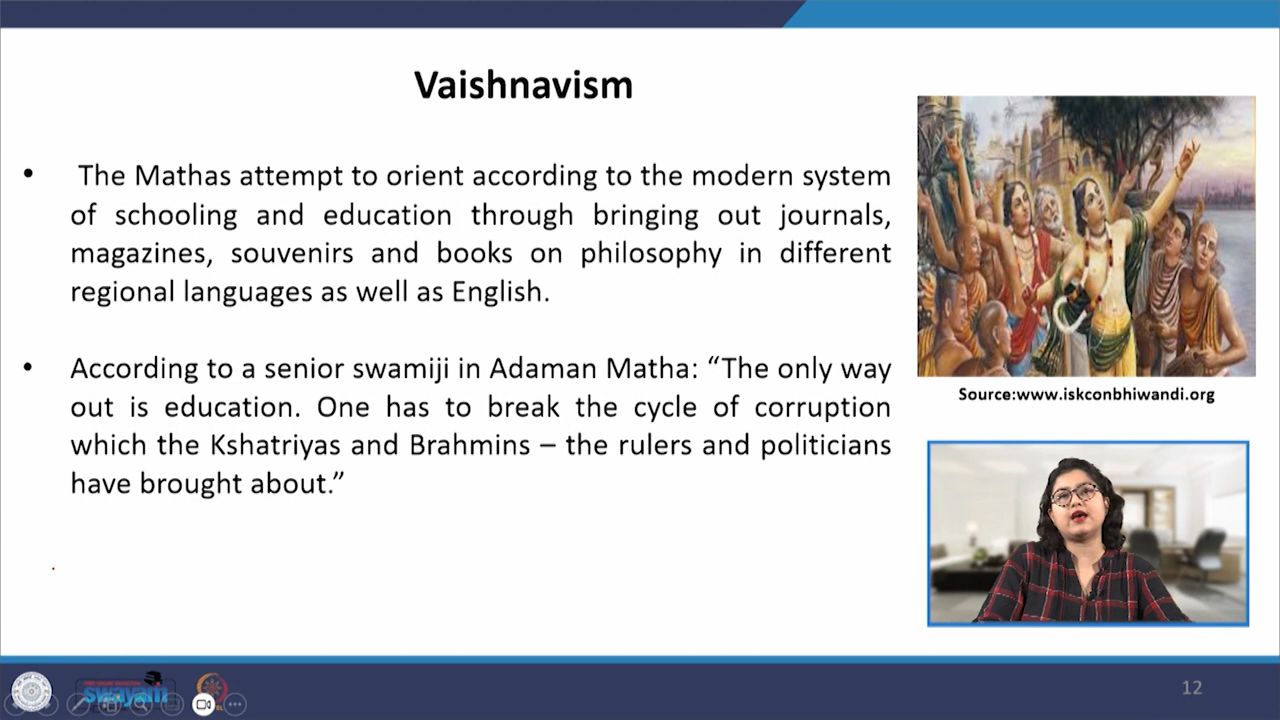 Vaishnavism
• The Mathas attempt to orient according to the modern system
of schooling and education through bringing out journals,
magazines, souvenirs and books on philosophy in different
regional languages as well as English.
• According to a senior swamiji in Adaman Matha: “The only way
out is education. One has to break the cycle of corruption
which the Kshatriyas and Brahmins – the rulers and politicians
have brought about.”
Source:www.iskconbhiwandi.org
swayam
12